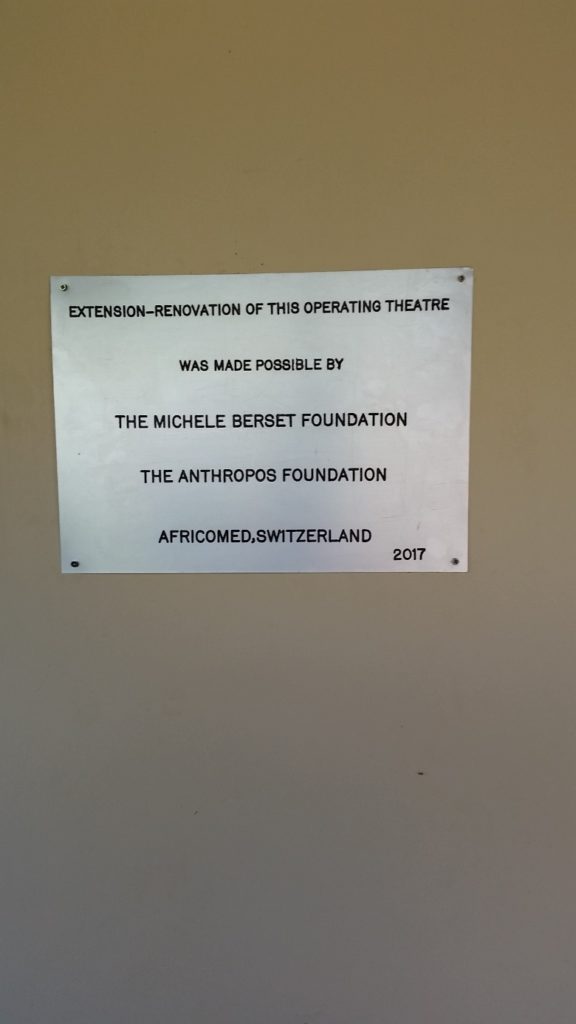 EXTENSION-RENOVATION OF THIS OPERATING THEATRE
WAS MADE POSSIBLE BY
THE MICHELE BERSET FOUNDATION
THE ANTHROPOS FOUNDATION
AFRICOMED,SWITZERLAND
2017